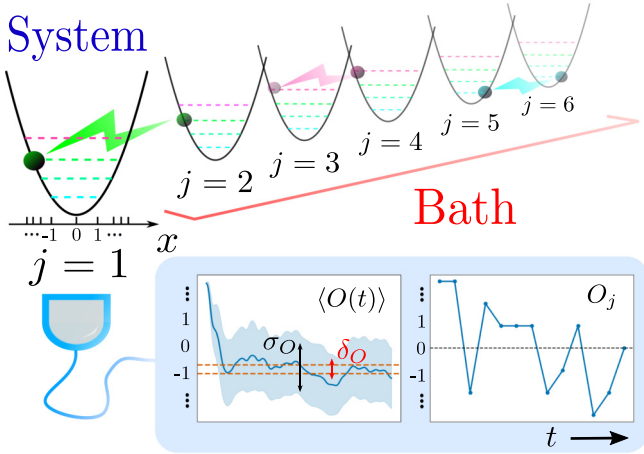 System
j = 6
j = 5
j = 4
j = 3
j = 2
Bath
... -1 0 1 ...
x
j = 1
⟨O(t)⟩
...
1
0
-1
...
σ_O
δ_O
O_j
...
1
0
-1
...
t